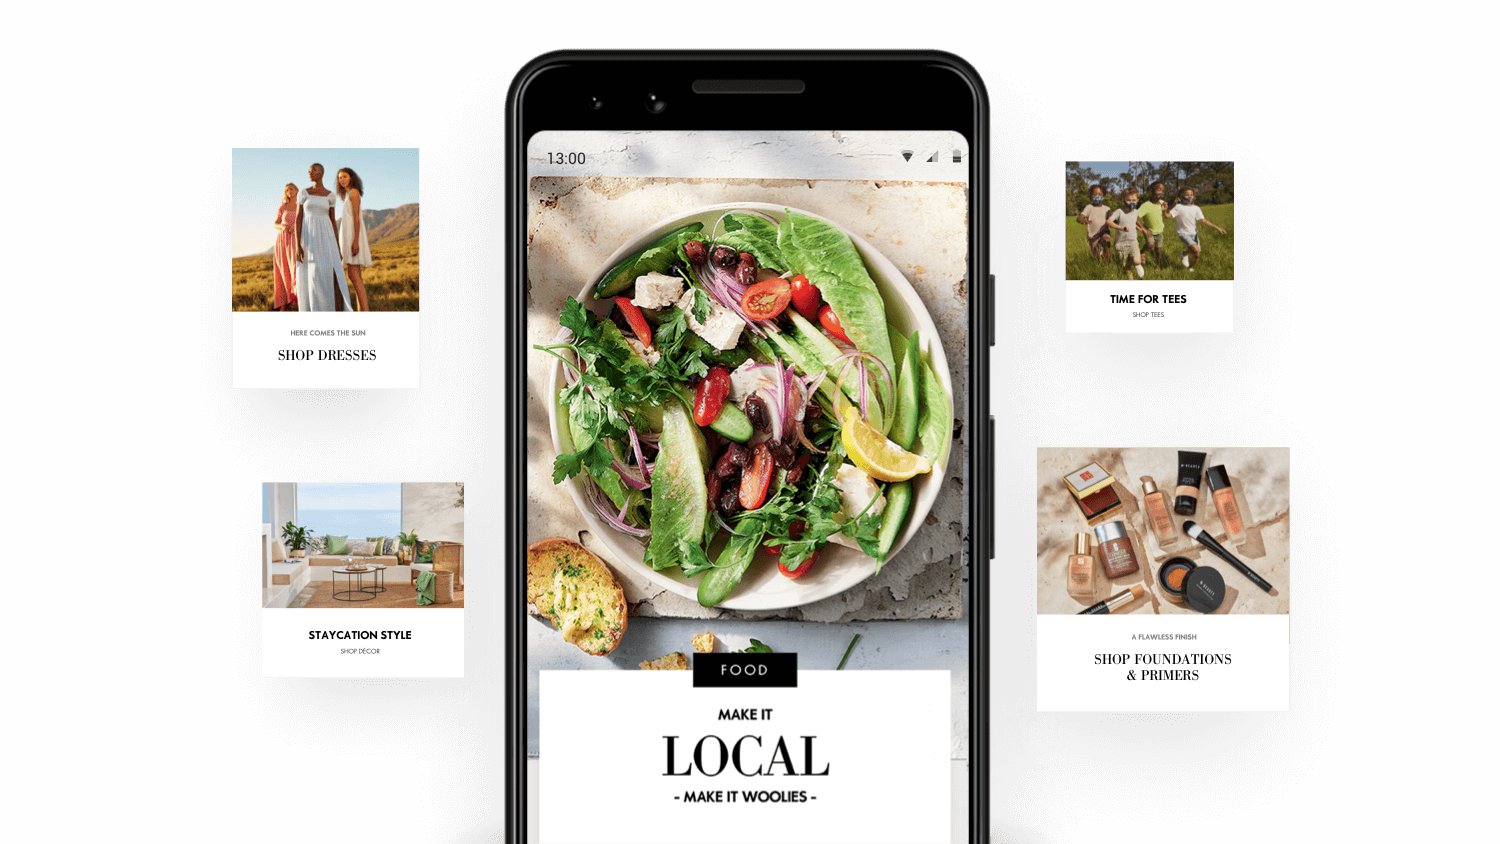 13:00
FOOD
MAKE IT
LOCAL
- MAKE IT WOOLIES -
HERE COMES THE SUN
SHOP DRESSES
STAYCATION STYLE
SHOP DÉCOR
TIME FOR TEES
SHOP TEES
A FLAWLESS FINISH
SHOP FOUNDATIONS
& PRIMERS